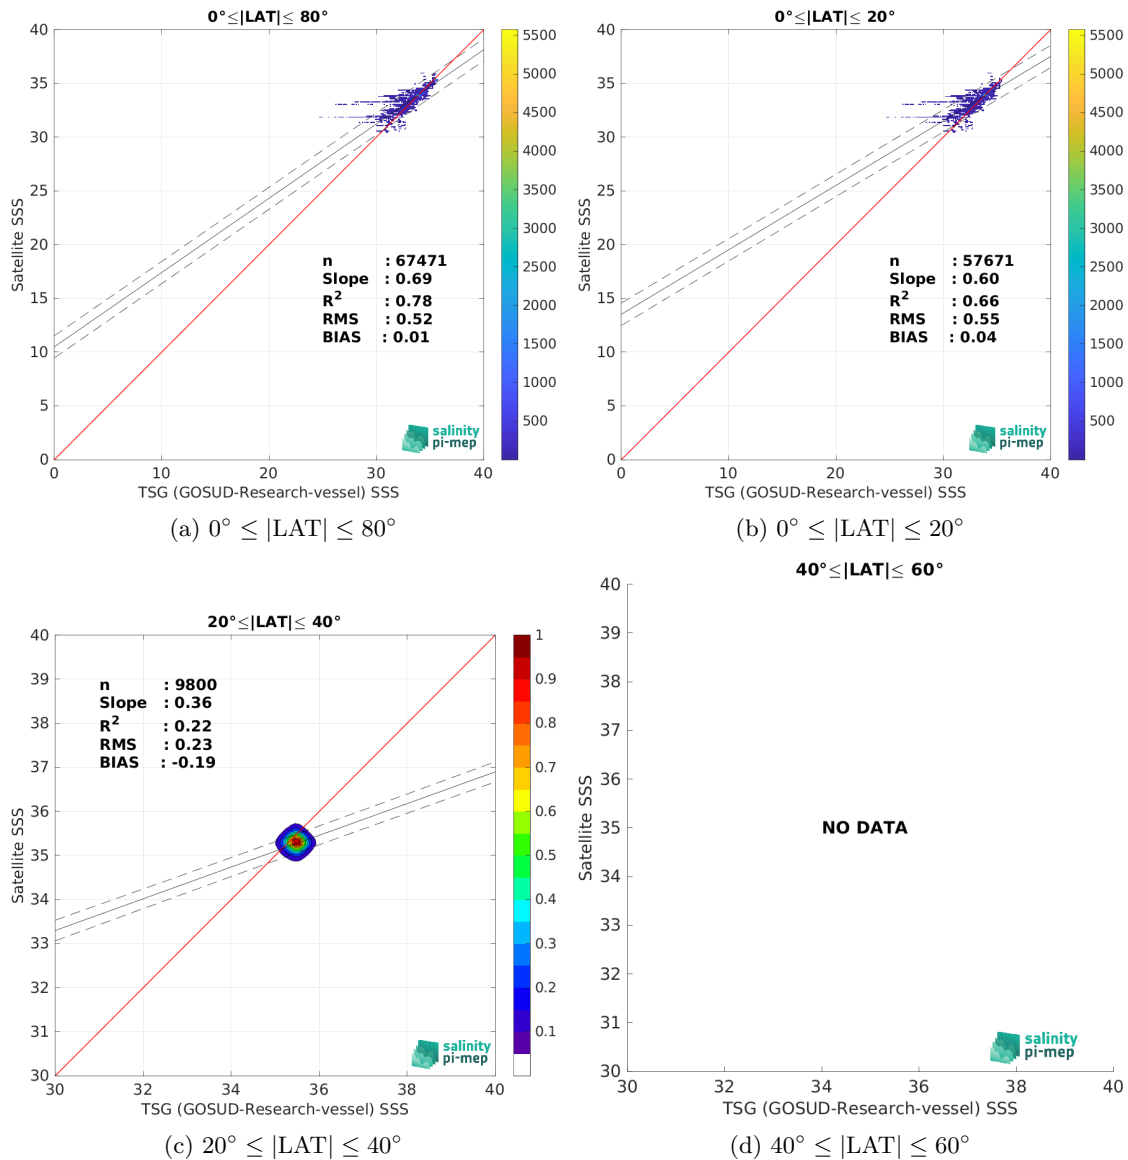 0°≤|LAT|≤ 80°
40
35
30
25
20
15
10
5
0
Satellite SSS
n : 67471
Slope : 0.69
R² : 0.78
RMS : 0.52
BIAS : 0.01
salinity
pi-mep
0 10 20 30 40
TSG (GOSUD-Research-vessel) SSS
5500
5000
4500
4000
3500
3000
2500
2000
1500
1000
500
(a) 0° ≤ |LAT| ≤ 80°
0°≤|LAT|≤ 20°
40
35
30
25
20
15
10
5
0
Satellite SSS
n : 57671
Slope : 0.60
R² : 0.66
RMS : 0.55
BIAS : 0.04
salinity
pi-mep
0 10 20 30 40
TSG (GOSUD-Research-vessel) SSS
5500
5000
4500
4000
3500
3000
2500
2000
1500
1000
500
(b) 0° ≤ |LAT| ≤ 20°
20°≤|LAT|≤ 40°
40
39
38
37
36
35
34
33
32
31
30
Satellite SSS
n : 9800
Slope : 0.36
R² : 0.22
RMS : 0.23
BIAS : -0.19
salinity
pi-mep
30 32 34 36 38 40
TSG (GOSUD-Research-vessel) SSS
1
0.9
0.8
0.7
0.6
0.5
0.4
0.3
0.2
0.1
(c) 20° ≤ |LAT| ≤ 40°
40°≤|LAT|≤ 60°
40
39
38
37
36
35
34
33
32
31
30
Satellite SSS
NO DATA
salinity
pi-mep
30 32 34 36 38 40
TSG (GOSUD-Research-vessel) SSS
(d) 40° ≤ |LAT| ≤ 60°